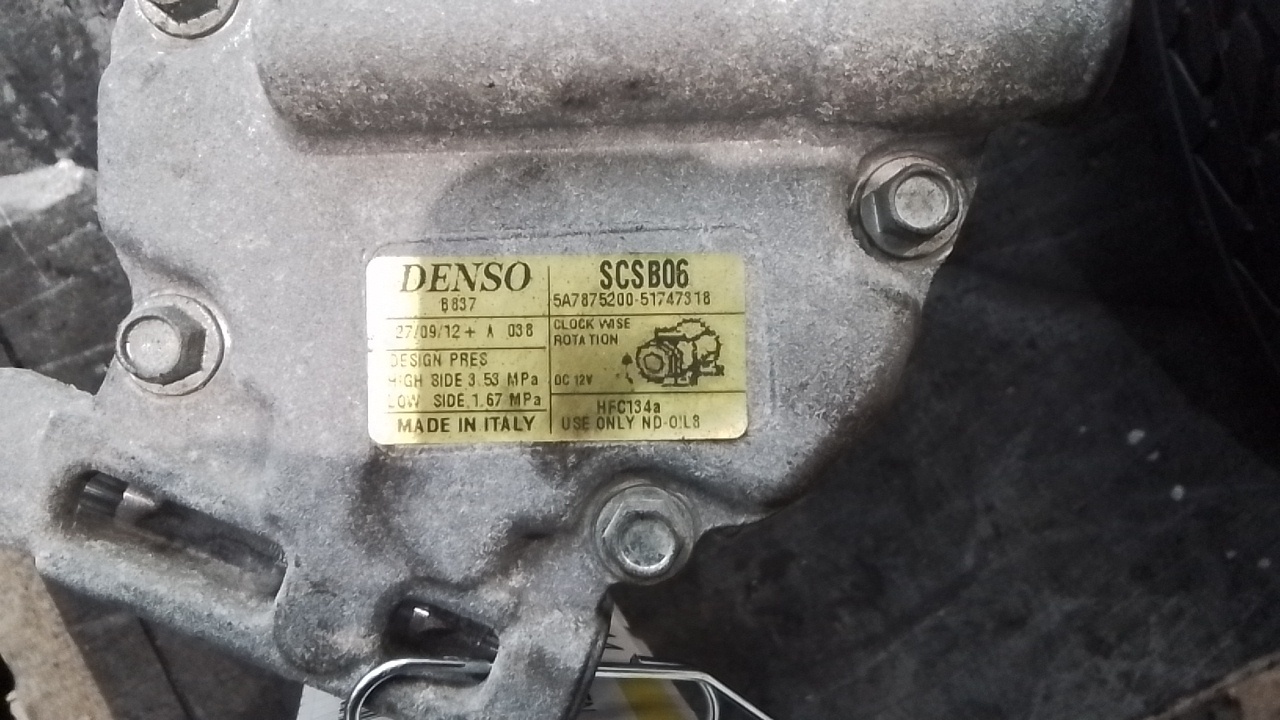 DENSO
B837
27/09/12 + A 038
DESIGN PRES
HIGH SIDE 3.53 MPa
LOW SIDE 1.67 MPa
MADE IN ITALY
SCSB06
5A7875200-51747318
CLOCK WISE
ROTATION
DC 12V
HFC134a
USE ONLY ND-OIL8